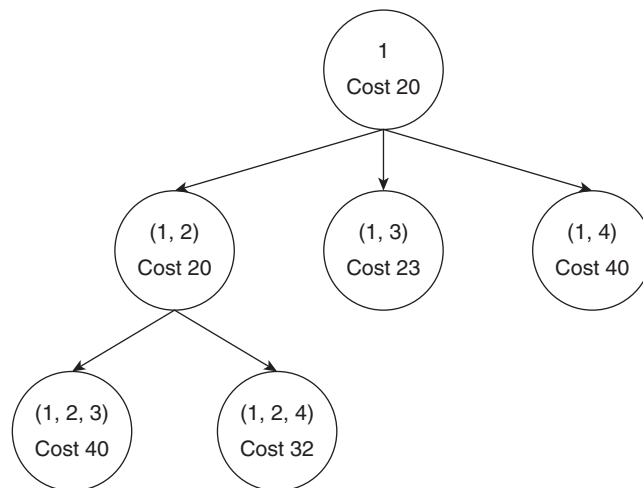 1
Cost 20
(1, 2)
Cost 20
(1, 3)
Cost 23
(1, 4)
Cost 40
(1, 2, 3)
Cost 40
(1, 2, 4)
Cost 32